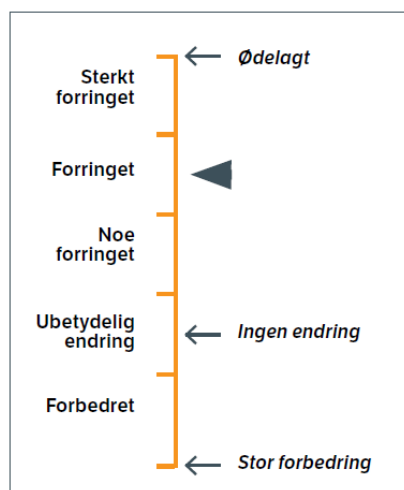 Ødelagt
Sterkt
forringet
Forringet
Noe
forringet
Ubetydelig
endring
Ingen endring
Forbedret
Stor forbedring